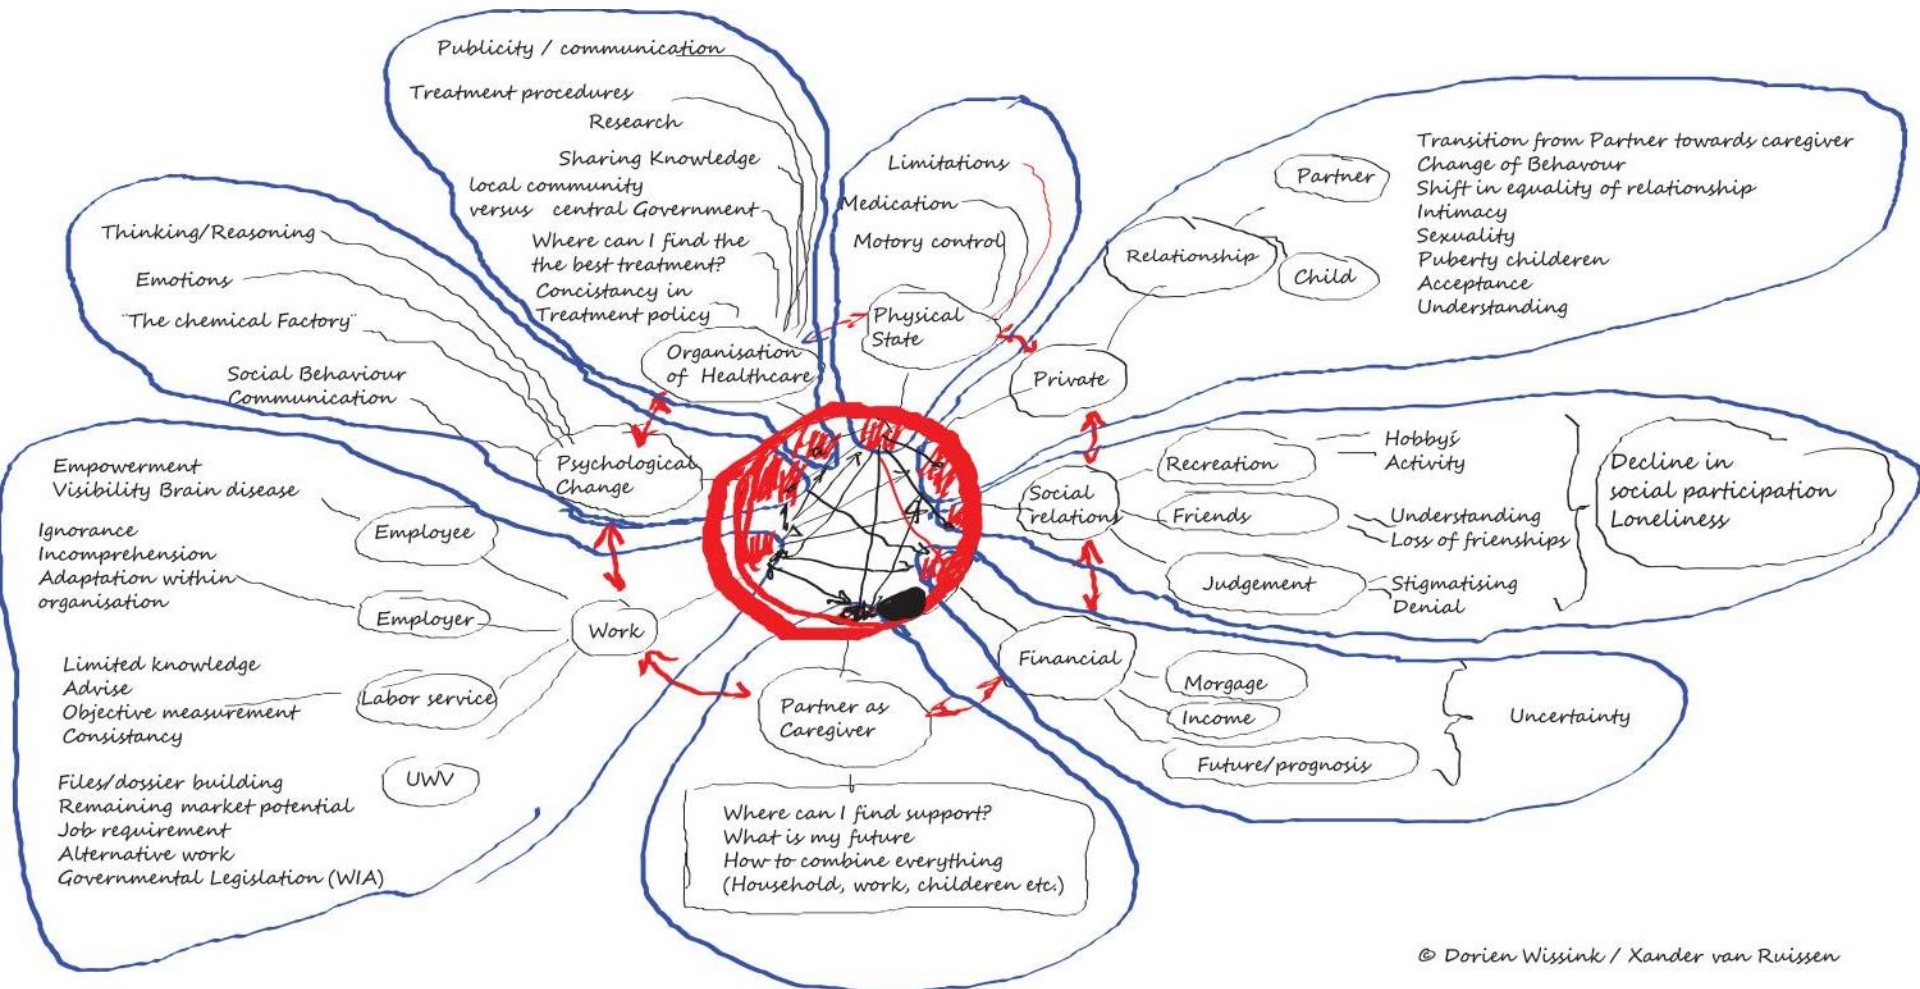 Publicity / communication
Treatment procedures
Research
Sharing Knowledge
local community
versus central Government
Where can I find the
the best treatment?
Concistancy in
Treatment policy
Organisation
of Healthcare
Limitations
Medication
Motory control
Physical
State
Transition from Partner towards caregiver
Change of Behavour
Shift in equality of relationship
Intimacy
Sexuality
Puberty childeren
Acceptance
Understanding
Partner
Relationship
Child
Private
Thinking/Reasoning
Emotions
"The chemical Factory"
Social Behaviour
Communication
Psychological
Change
Social
relations
Recreation
Hobby's
Activity
Friends
Understanding
Loss of frienships
Judgement
Stigmatising
Denial
Decline in
social participation
Loneliness
Empowerment
Visibility Brain disease
Employee
Ignorance
Incomprehension
Adaptation within
organisation
Employer
Work
Limited knowledge
Advise
Objective measurement
Consistancy
Labor service
Files/dossier building
Remaining market potential
Job requirement
Alternative work
Governmental Legislation (WIA)
UWV
Partner as
Caregiver
Where can I find support?
What is my future
How to combine everything
(Household, work, childeren etc.)
Financial
Morgage
Income
Future/prognosis
Uncertainty
© Dorien Wissink / Xander van Ruissen